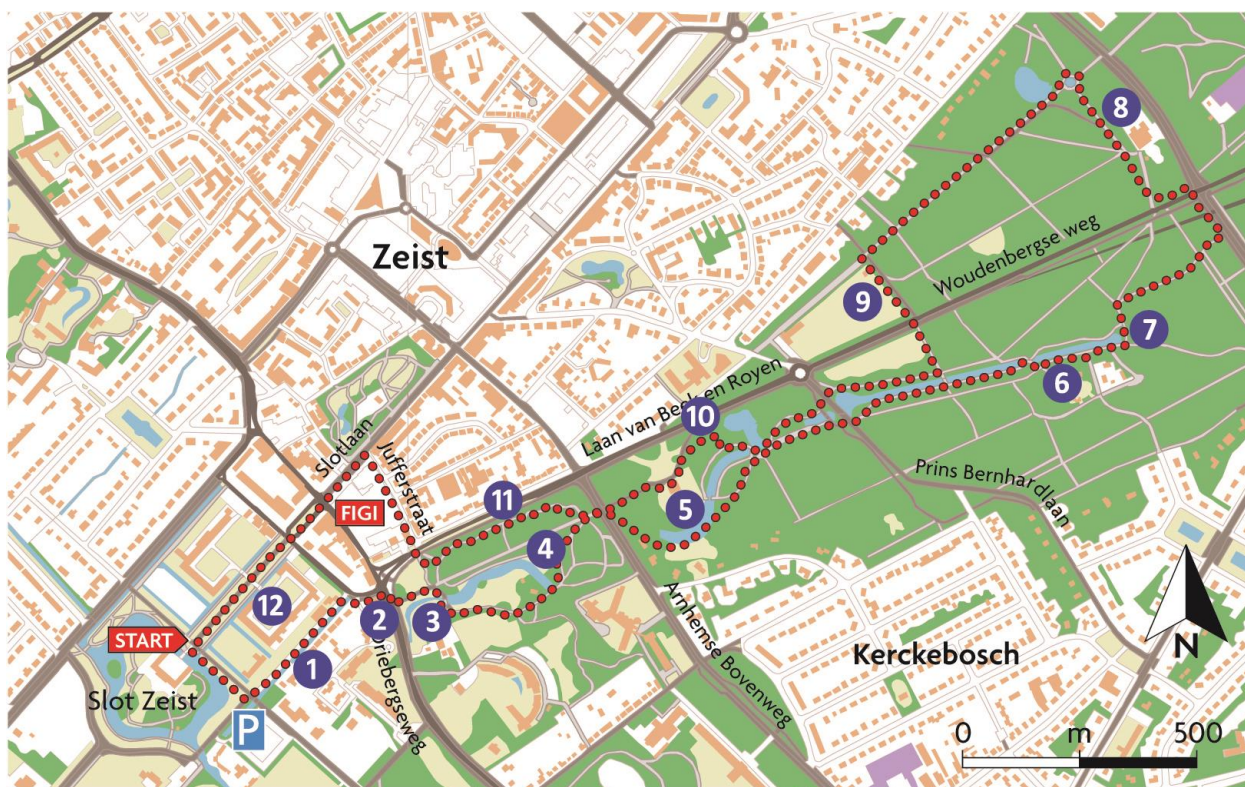 8
Zeist
Woudenbergse weg
9
7
6
Laan van Beek en Royen
10
Slotlaan
Jufferstraat
Prins Bernhardlaan
11
FIGI
5
4
12
2
3
START
1
Kerckebosch
N
Slot Zeist
Arnhemse Bovenweg
Driebergseweg
P
0 m 500